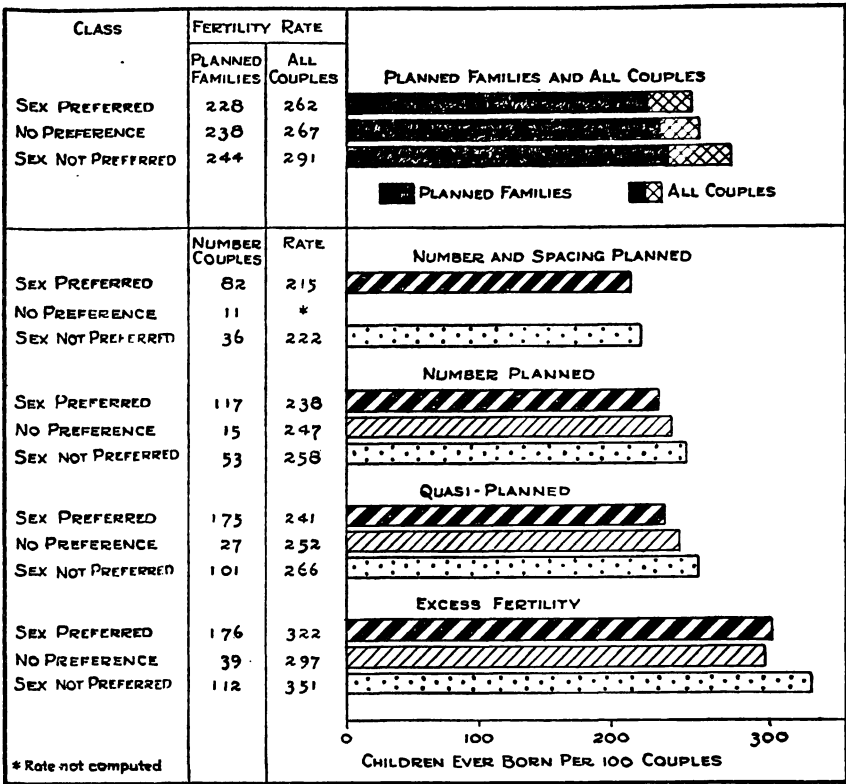 CLASS FERTILITY RATE
PLANNED FAMILIES ALL COUPLES PLANNED FAMILIES AND ALL COUPLES
SEX PREFERRED 228 262
NO PREFERENCE 238 267
SEX NOT PREFERRED 244 291
PLANNED FAMILIES ALL COUPLES
NUMBER COUPLES RATE NUMBER AND SPACING PLANNED
SEX PREFERRED 82 215
NO PREFERENCE 11 *
SEX NOT PREFERRED 36 222
NUMBER PLANNED
SEX PREFERRED 117 238
NO PREFERENCE 15 247
SEX NOT PREFERRED 53 258
QUASI-PLANNED
SEX PREFERRED 175 241
NO PREFERENCE 27 252
SEX NOT PREFERRED 101 266
EXCESS FERTILITY
SEX PREFERRED 176 322
NO PREFERENCE 39 297
SEX NOT PREFERRED 112 351
0 100 200 300
* Rate not computed CHILDREN EVER BORN PER 100 COUPLES